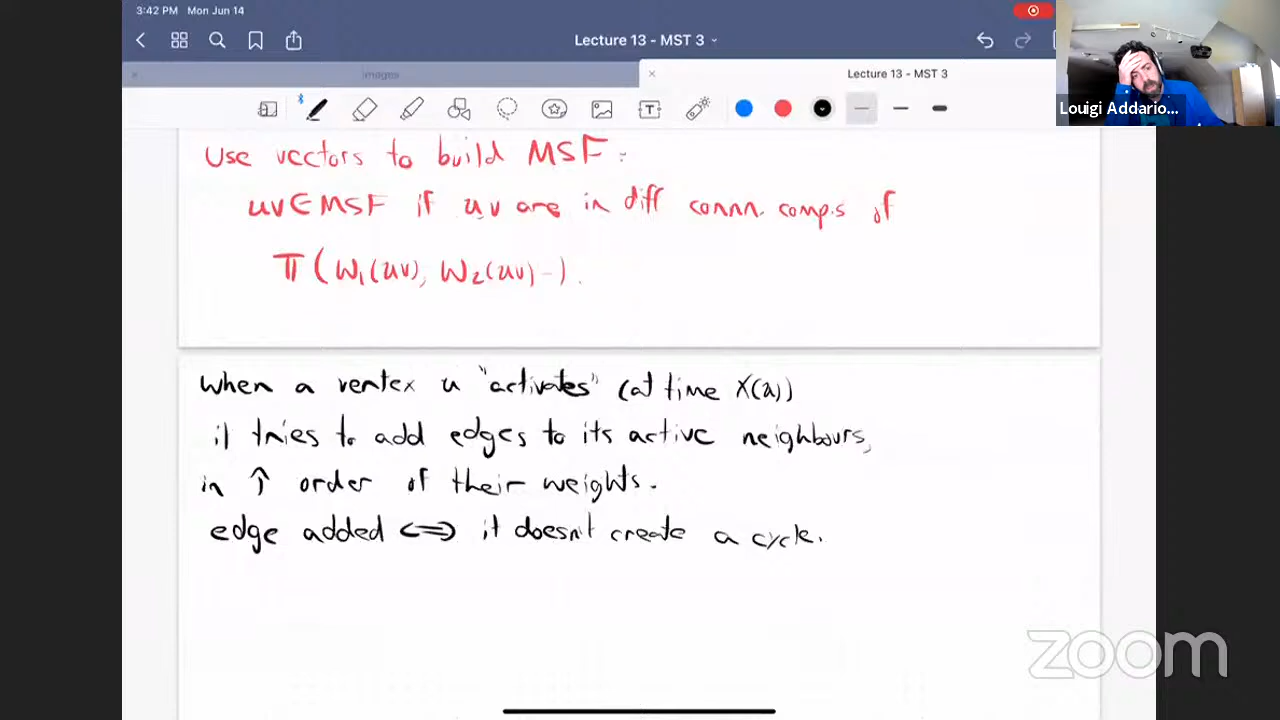 3:42 PM Mon Jun 14
Lecture 13 - MST 3
images
Lecture 13 - MST 3
Louigi Addario...
Use vectors to build MSF:
uv∈MSF if u,v are in diff conn. comp.s of
𝕋(W₁(uv), W₂(uv)-).
When a vertex u "activates" (at time X(u))
it tries to add edges to its active neighbours,
in ↑ order of their weights.
edge added ⟺ it doesn't create a cycle.
zoom